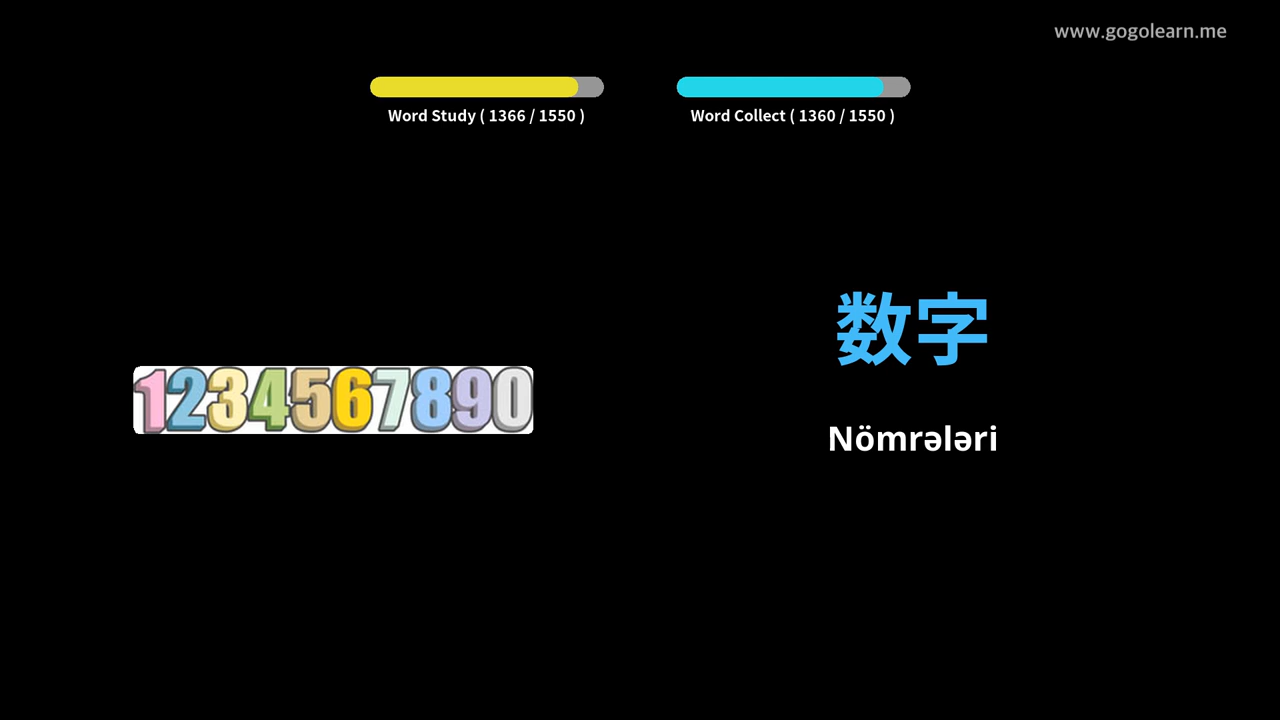 www.gogolearn.me
Word Study ( 1366 / 1550 )
Word Collect ( 1360 / 1550 )
数字
1234567890
Nömrələri